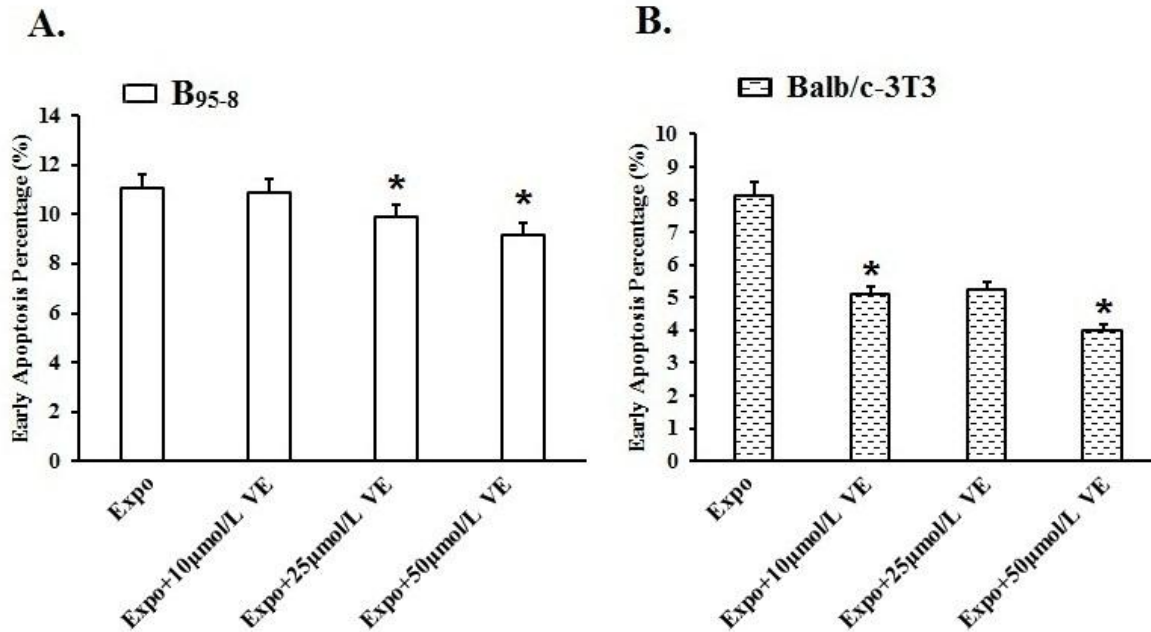 A.
B95-8
Early Apoptosis Percentage (%)
14
12
10
8
6
4
2
0
*
*
Expo
Expo+10μmol/L VE
Expo+25μmol/L VE
Expo+50μmol/L VE
B.
Balb/c-3T3
Early Apoptosis Percentage (%)
10
9
8
7
6
5
4
3
2
1
0
*
*
Expo
Expo+10μmol/L VE
Expo+25μmol/L VE
Expo+50μmol/L VE